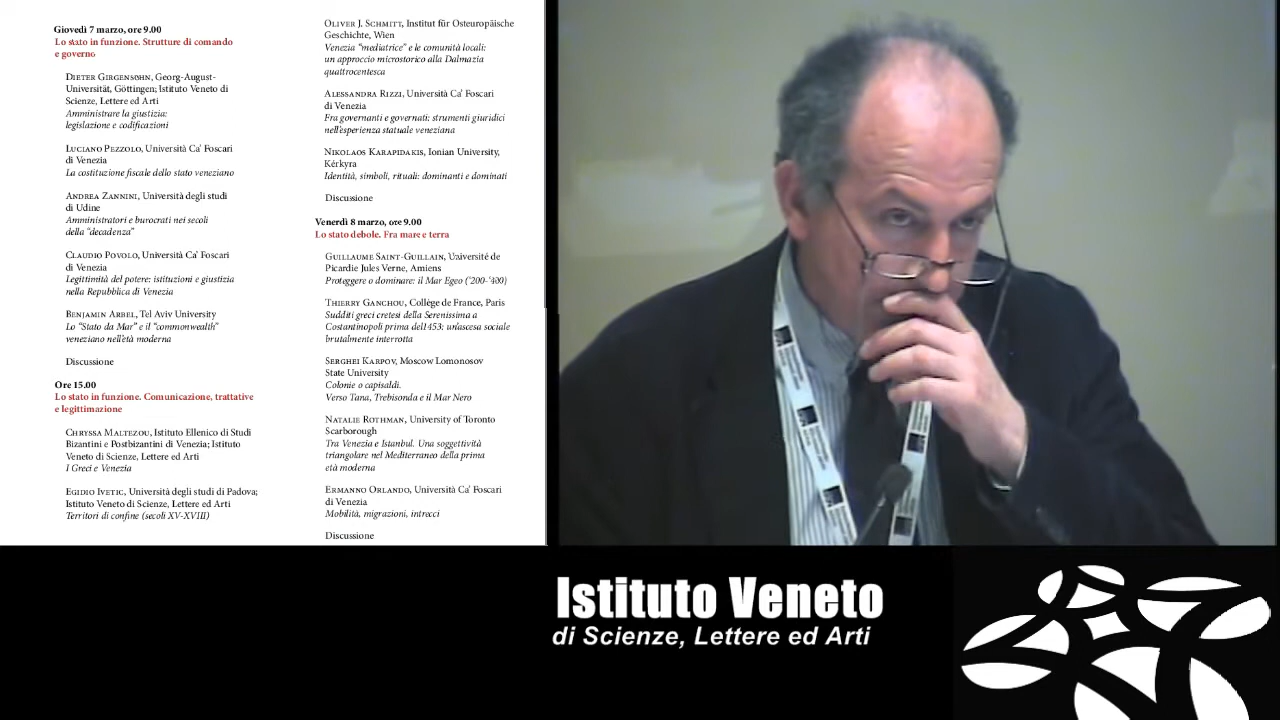 Giovedì 7 marzo, ore 9.00
Lo stato in funzione. Strutture di comando
e governo
Dieter Girgensohn, Georg-August-
Universität, Göttingen; Istituto Veneto di
Scienze, Lettere ed Arti
Amministrare la giustizia:
legislazione e codificazioni
Luciano Pezzolo, Università Ca' Foscari
di Venezia
La costituzione fiscale dello stato veneziano
Andrea Zannini, Università degli studi
di Udine
Amministratori e burocrati nei secoli
della "decadenza"
Claudio Povolo, Università Ca' Foscari
di Venezia
Legittimità del potere: istituzioni e giustizia
nella Repubblica di Venezia
Benjamin Arbel, Tel Aviv University
Lo "Stato da Mar" e il "commonwealth"
veneziano nell'età moderna
Discussione
Ore 15.00
Lo stato in funzione. Comunicazione, trattative
e legittimazione
Chryssa Maltezou, Istituto Ellenico di Studi
Bizantini e Postbizantini di Venezia; Istituto
Veneto di Scienze, Lettere ed Arti
I Greci e Venezia
Egidio Ivetic, Università degli studi di Padova;
Istituto Veneto di Scienze, Lettere ed Arti
Territori di confine (secoli XV-XVIII)
Oliver J. Schmitt, Institut für Osteuropäische
Geschichte, Wien
Venezia "mediatrice" e le comunità locali:
un approccio microstorico alla Dalmazia
quattrocentesca
Alessandra Rizzi, Università Ca' Foscari
di Venezia
Fra governanti e governati: strumenti giuridici
nell'esperienza statuale veneziana
Nikolaos Karapidakis, Ionian University,
Kérkyra
Identità, simboli, rituali: dominanti e dominati
Discussione
Venerdì 8 marzo, ore 9.00
Lo stato debole. Fra mare e terra
Guillaume Saint-Guillain, Université de
Picardie Jules Verne, Amiens
Proteggere o dominare: il Mar Egeo ('200-'400)
Thierry Ganchou, Collège de France, Paris
Sudditi greci cretesi della Serenissima a
Costantinopoli prima dell'1453: un'ascesa sociale
brutalmente interrotta
Serghei Karpov, Moscow Lomonosov
State University
Colonie o capisaldi.
Verso Tana, Trebisonda e il Mar Nero
Natalie Rothman, University of Toronto
Scarborough
Tra Venezia e Istanbul. Una soggettività
triangolare nel Mediterraneo della prima
età moderna
Ermanno Orlando, Università Ca' Foscari
di Venezia
Mobilità, migrazioni, intrecci
Discussione
Istituto Veneto
di Scienze, Lettere ed Arti